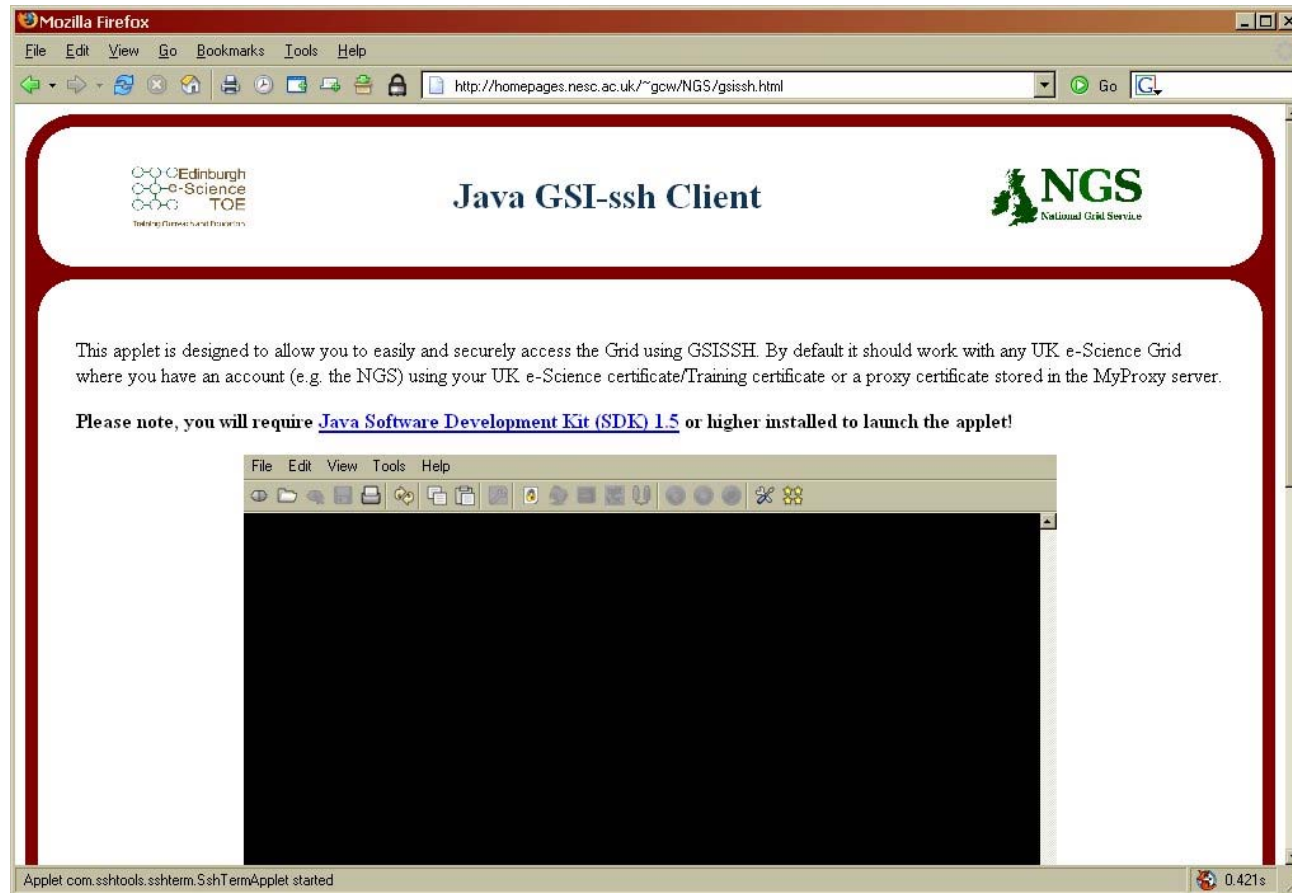 Mozilla Firefox
File Edit View Go Bookmarks Tools Help
http://homepages.nesc.ac.uk/~gcw/NGS/gsissh.html
Go
G
Edinburgh
e-Science
TOE
Training Outreach and Education
Java GSI-ssh Client
NGS
National Grid Service
This applet is designed to allow you to easily and securely access the Grid using GSISSH. By default it should work with any UK e-Science Grid
where you have an account (e.g. the NGS) using your UK e-Science certificate/Training certificate or a proxy certificate stored in the MyProxy server.
Please note, you will require Java Software Development Kit (SDK) 1.5 or higher installed to launch the applet!
File Edit View Tools Help
Applet com.sshtools.sshterm.SshTermApplet started
0.421s